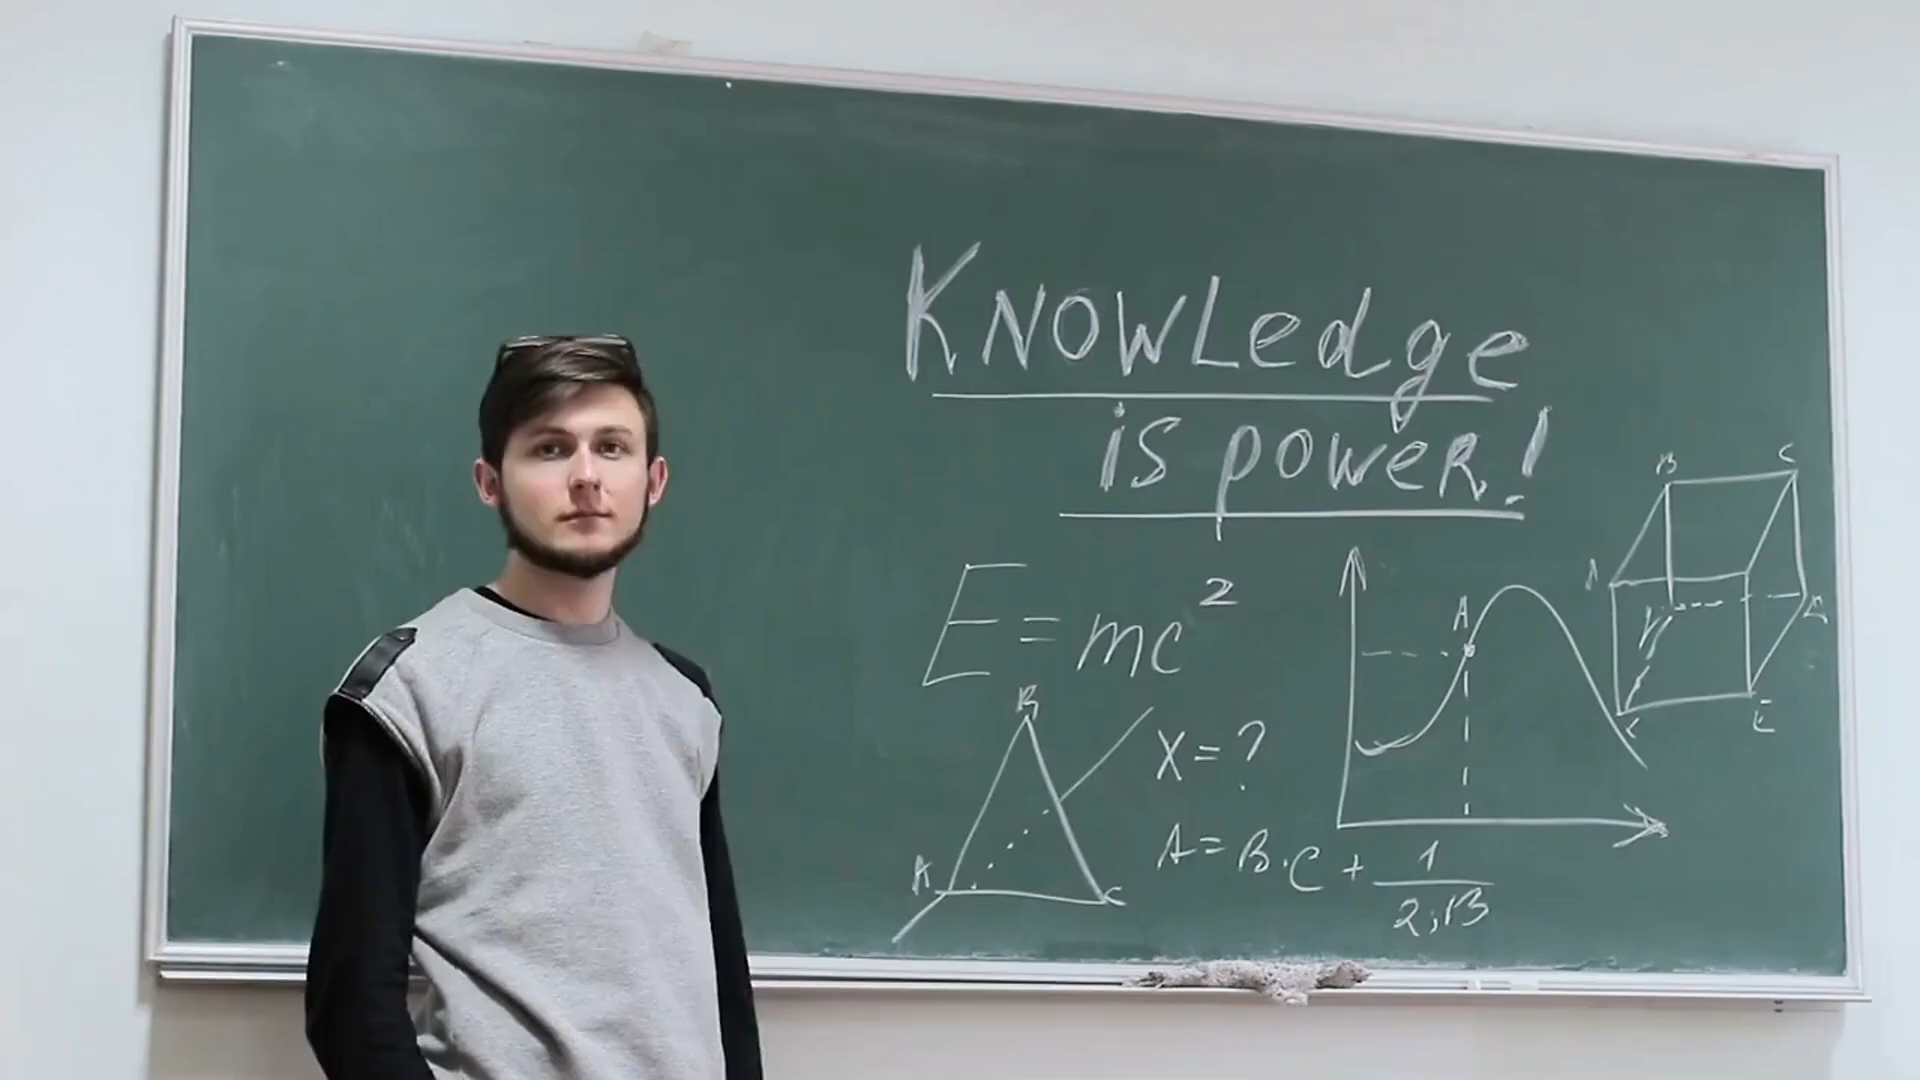 Knowledge
is power!
E = mc²
X = ?
A = B · C +
1
2,13
B
A
C
A
B
C
E